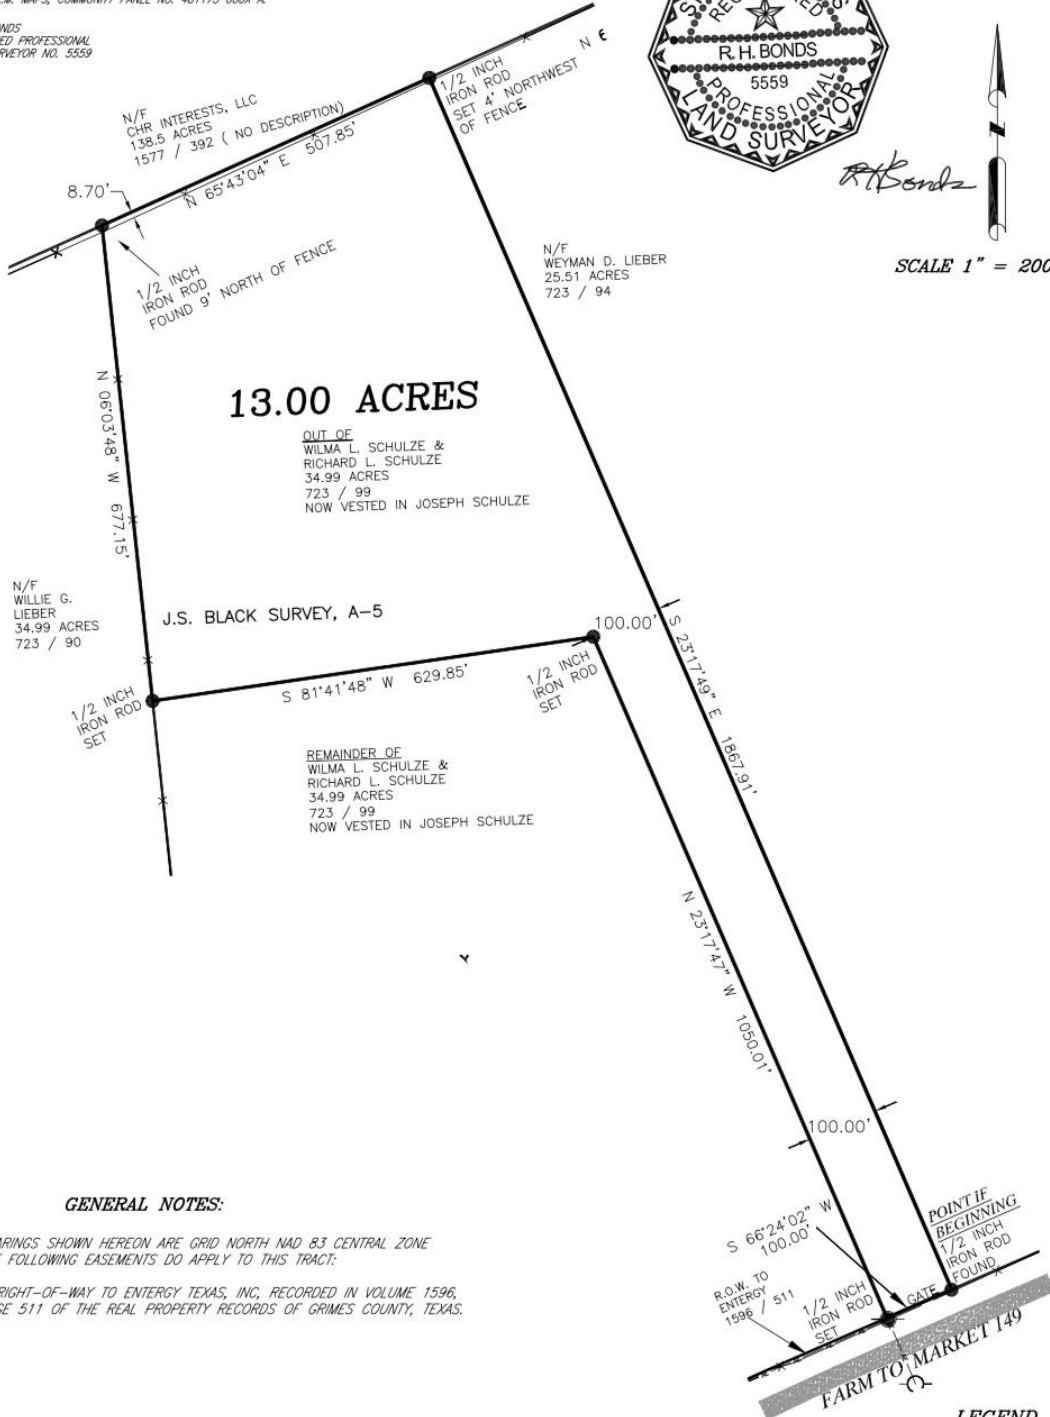 NDS
ED PROFESSIONAL
RVEYOR NO. 5559
R. H. BONDS
5559
PROFESSIONAL
LAND SURVEYOR
RHBonds
N
SCALE 1" = 200
N/F
CHR INTERESTS, LLC
138.5 ACRES
1577 / 392 ( NO DESCRIPTION)
N 65°43'04" E 507.85'
8.70'
1/2 INCH
IRON ROD
SET 4' NORTHWEST
OF FENCE
1/2 INCH
IRON ROD
FOUND 9' NORTH OF FENCE
N/F
WEYMAN D. LIEBER
25.51 ACRES
723 / 94
N 06°03'48" W 677.15'
13.00 ACRES
OUT OF
WILMA L. SCHULZE &
RICHARD L. SCHULZE
34.99 ACRES
723 / 99
NOW VESTED IN JOSEPH SCHULZE
N/F
WILLIE G.
LIEBER
34.99 ACRES
723 / 90
J.S. BLACK SURVEY, A-5
100.00'
S 23°17'49" E 1867.91'
S 81°41'48" W 629.85'
1/2 INCH
IRON ROD
SET
1/2 INCH
IRON ROD
SET
REMAINDER OF
WILMA L. SCHULZE &
RICHARD L. SCHULZE
34.99 ACRES
723 / 99
NOW VESTED IN JOSEPH SCHULZE
N 23°17'47" W 1050.01'
100.00'
GENERAL NOTES:
ARINGS SHOWN HEREON ARE GRID NORTH NAD 83 CENTRAL ZONE
FOLLOWING EASEMENTS DO APPLY TO THIS TRACT:
RIGHT-OF-WAY TO ENTERGY TEXAS, INC, RECORDED IN VOLUME 1596,
GE 511 OF THE REAL PROPERTY RECORDS OF GRIMES COUNTY, TEXAS.
S 66°24'02" W
100.00'
POINT IF
BEGINNING
1/2 INCH
IRON ROD
FOUND
R.O.W. TO
ENTERGY
1596 / 511
1/2 INCH
IRON ROD
SET
GATE
FARM TO MARKET 149
LEGEND